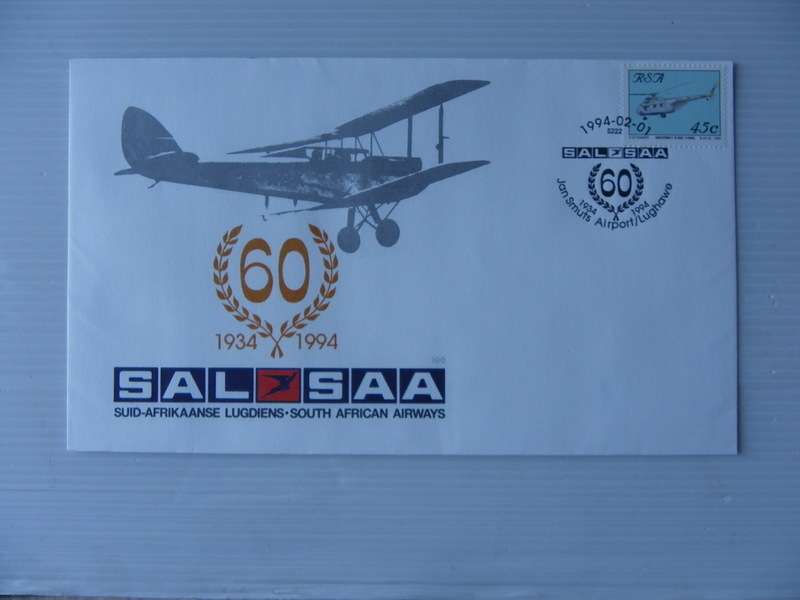 RSA
45c
1994-02-01
5222
SAL SAA
60
1934 1994
Jan Smuts Airport/Lughawe
60
1934 1994
SAL SAA
SUID-AFRIKAANSE LUGDIENS•SOUTH AFRICAN AIRWAYS